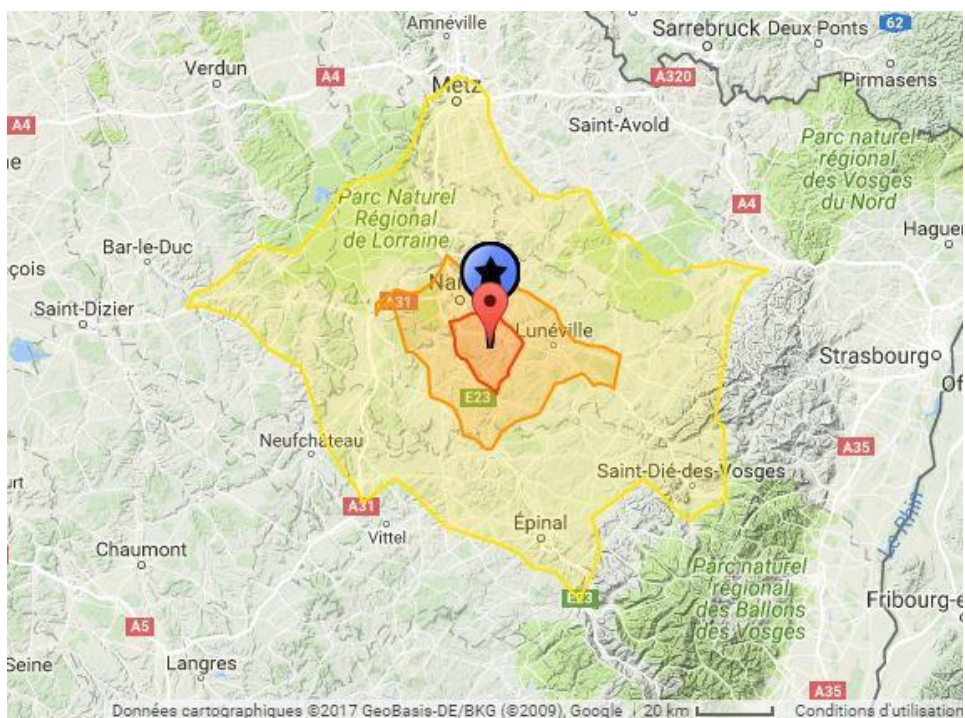 Amnéville
Sarrebruck
Deux Ponts
62
Verdun
A4
Metz
A320
Pirmasens
A4
Saint-Avold
Parc naturel
régional
des Vosges
du Nord
Parc Naturel
Régional
de Lorraine
A4
Haguen
Bar-le-Duc
çois
Saint-Dizier
A31
Lunéville
Strasbourg
Of
E23
Neufchâteau
A35
Saint-Dié-des-Vosges
A31
Épinal
Vittel
Le Rhin
Chaumont
Parc naturel
régional
des Ballons
des Vosges
E23
Fribourg-e
A5
Seine
Langres
A35
Données cartographiques ©2017 GeoBasis-DE/BKG (©2009), Google
20 km
Conditions d'utilisation